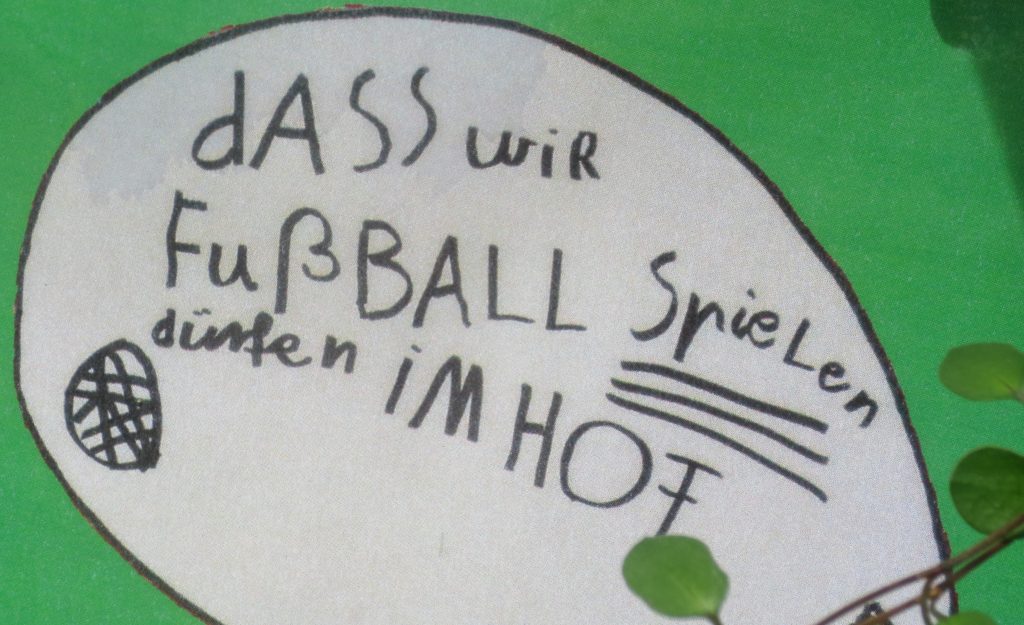 dASS wiR
FußBALL SpieLen
dürfen iM HOF